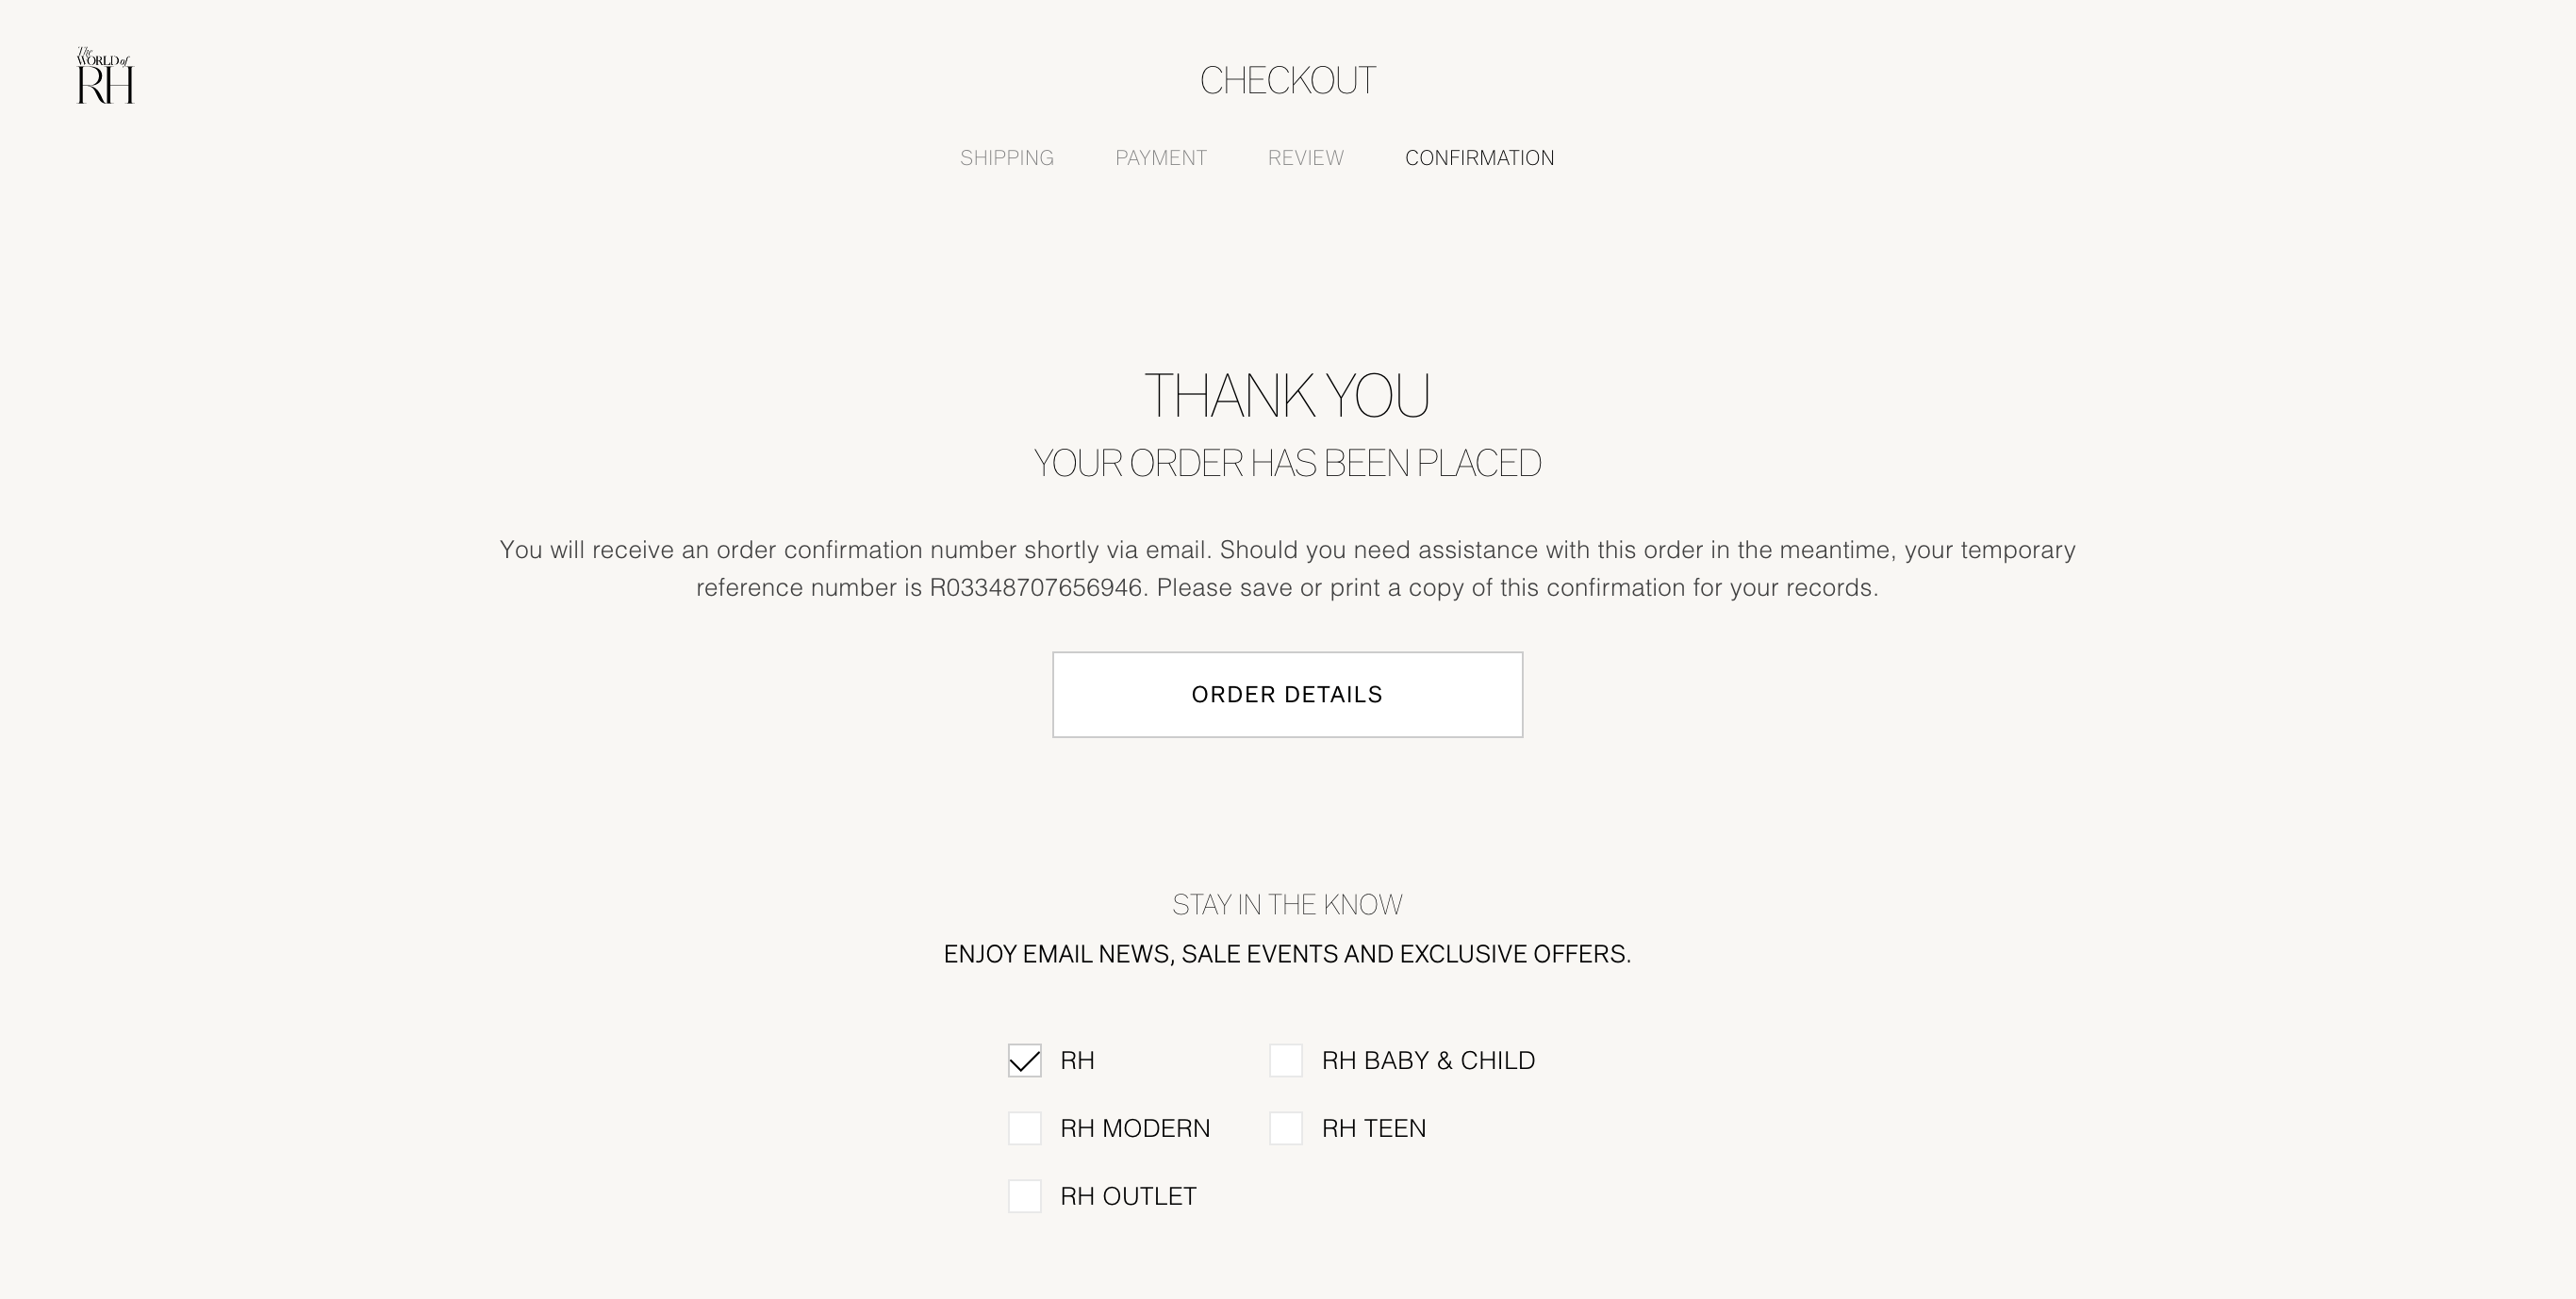 The
WORLD of
RH
CHECKOUT
SHIPPING PAYMENT REVIEW CONFIRMATION
THANK YOU
YOUR ORDER HAS BEEN PLACED
You will receive an order confirmation number shortly via email. Should you need assistance with this order in the meantime, your temporary
reference number is R03348707656946. Please save or print a copy of this confirmation for your records.
ORDER DETAILS
STAY IN THE KNOW
ENJOY EMAIL NEWS, SALE EVENTS AND EXCLUSIVE OFFERS.
RH RH BABY & CHILD
RH MODERN RH TEEN
RH OUTLET